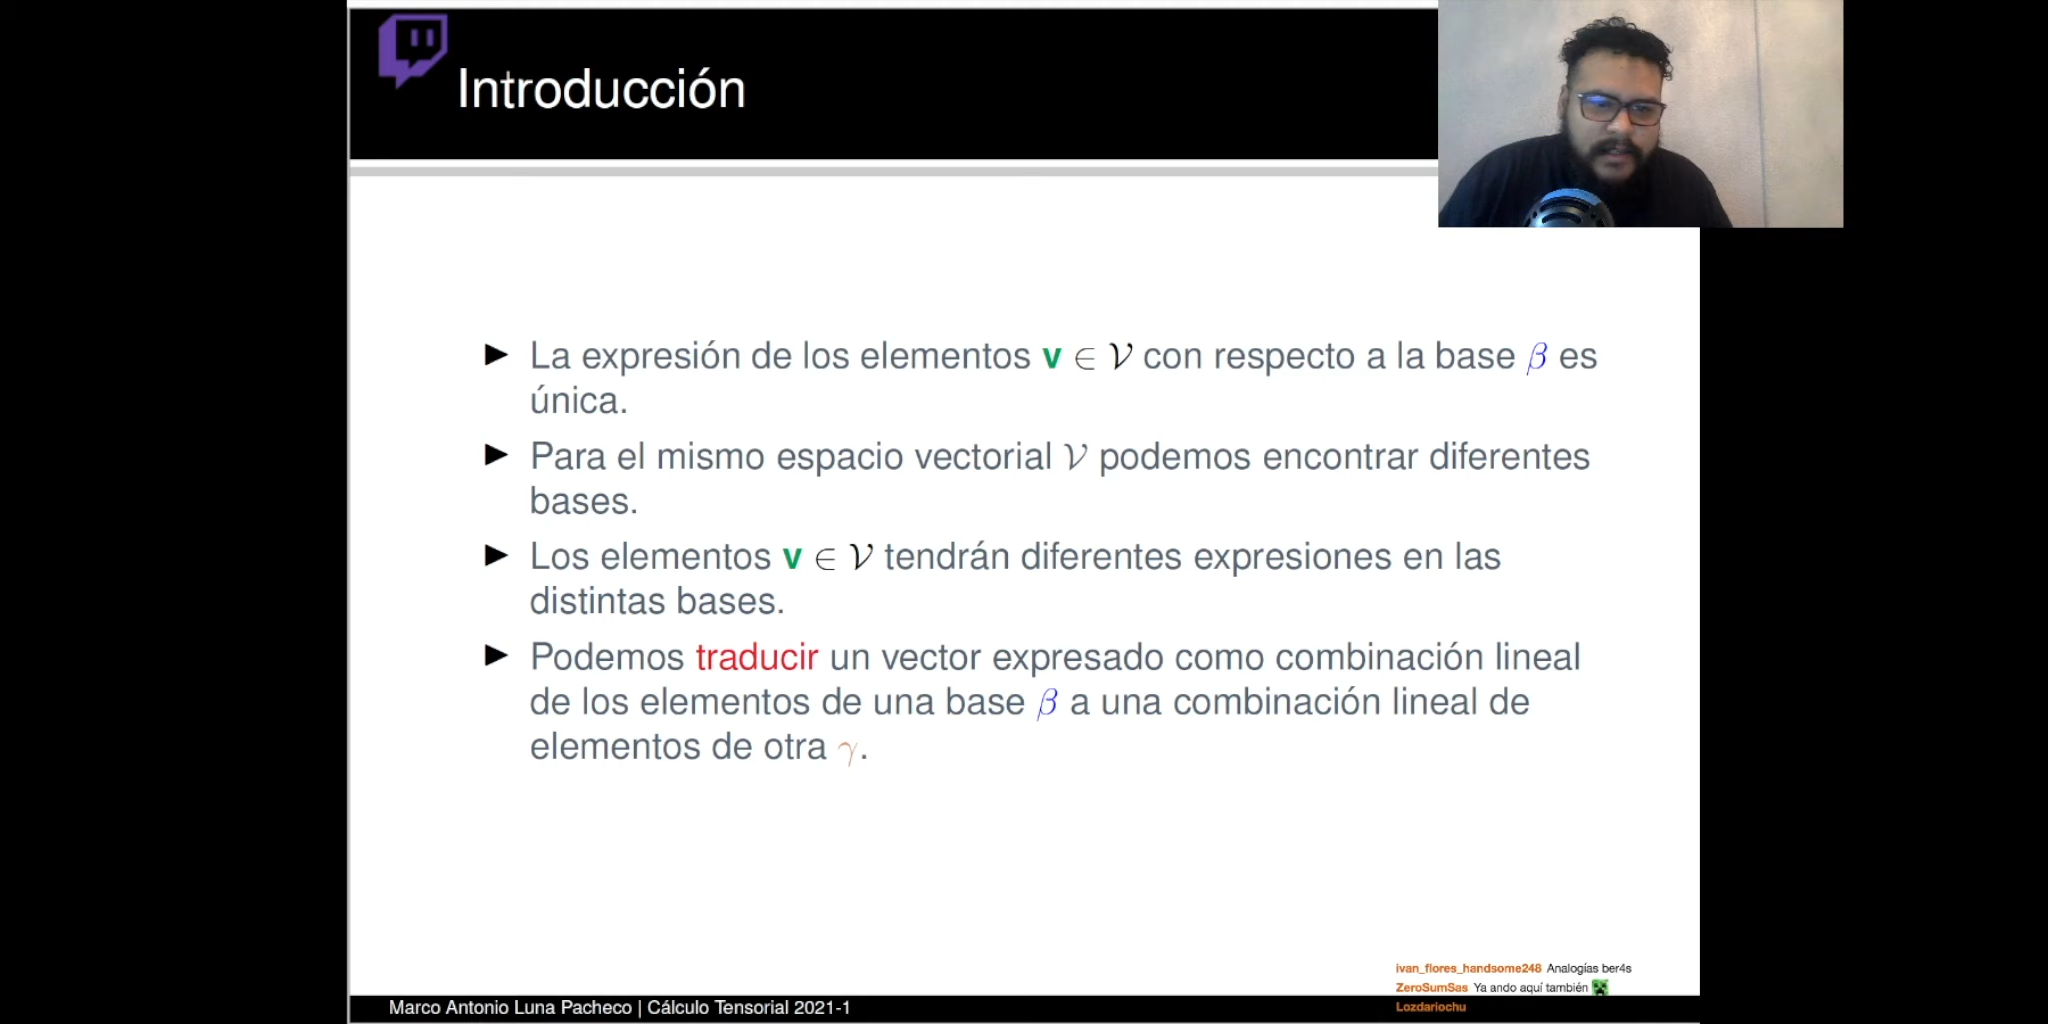 Introducción
► La expresión de los elementos v ∈ 𝒱 con respecto a la base β es
única.
► Para el mismo espacio vectorial 𝒱 podemos encontrar diferentes
bases.
► Los elementos v ∈ 𝒱 tendrán diferentes expresiones en las
distintas bases.
► Podemos traducir un vector expresado como combinación lineal
de los elementos de una base β a una combinación lineal de
elementos de otra γ.
ivan_flores_handsome248 Analogías ber4s
ZeroSumSas Ya ando aquí también
Lozdariochu
Marco Antonio Luna Pacheco | Cálculo Tensorial 2021-1